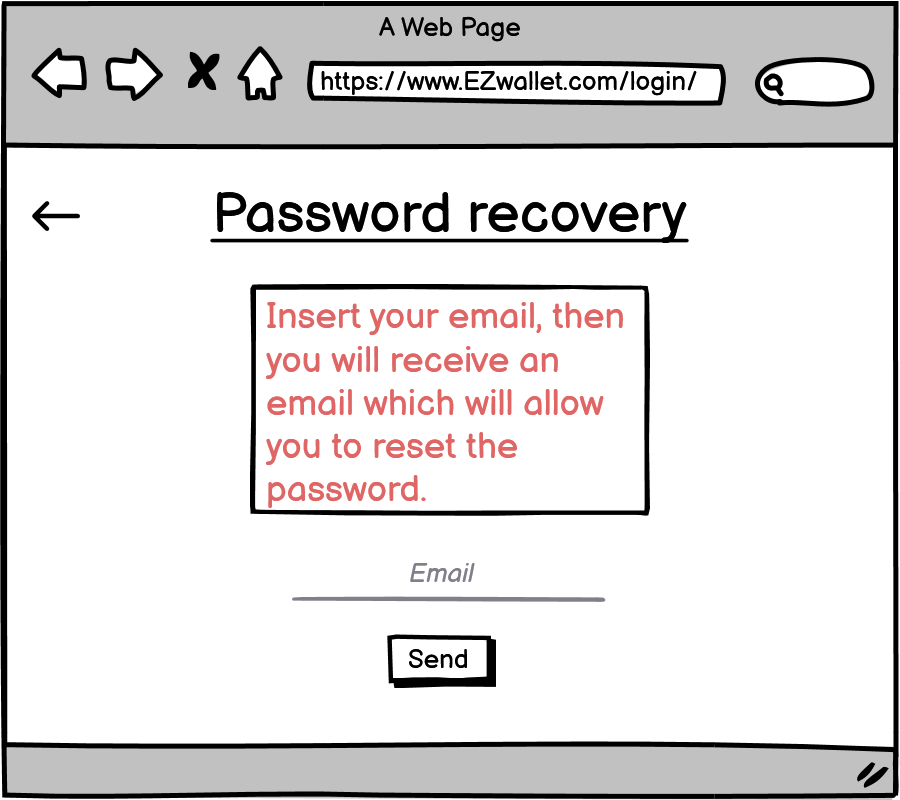 A Web Page
https://www.EZwallet.com/login/
Password recovery
Insert your email, then
you will receive an
email which will allow
you to reset the
password.
Email
Send